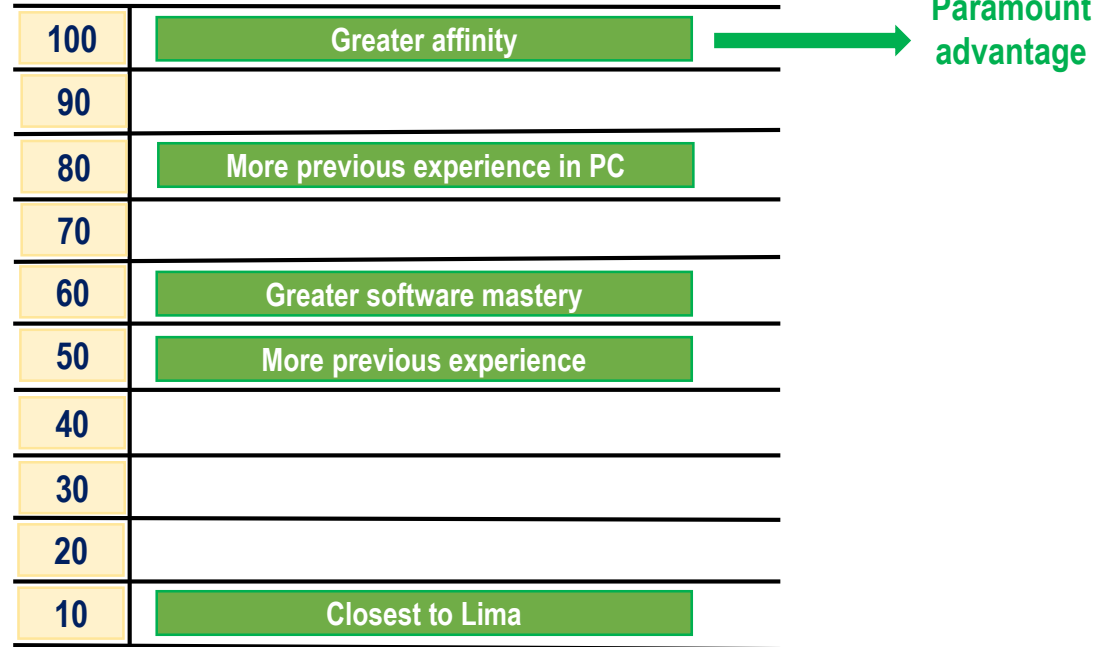 Paramount
advantage
100 Greater affinity
90
80 More previous experience in PC
70
60 Greater software mastery
50 More previous experience
40
30
20
10 Closest to Lima